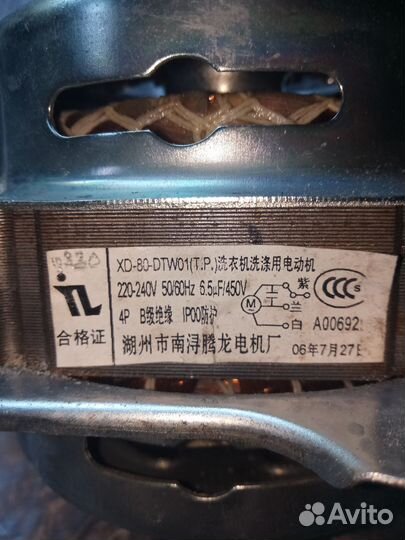 330
XD-80-DTW01(T.P.)洗衣机洗涤用电动机
220-240V 50/60Hz 6.5μF/450V
紫
M
兰
4P B级绝缘 IP00防护
白 A00692
合格证
湖州市南浔腾龙电机厂
06年7月27日
Avito